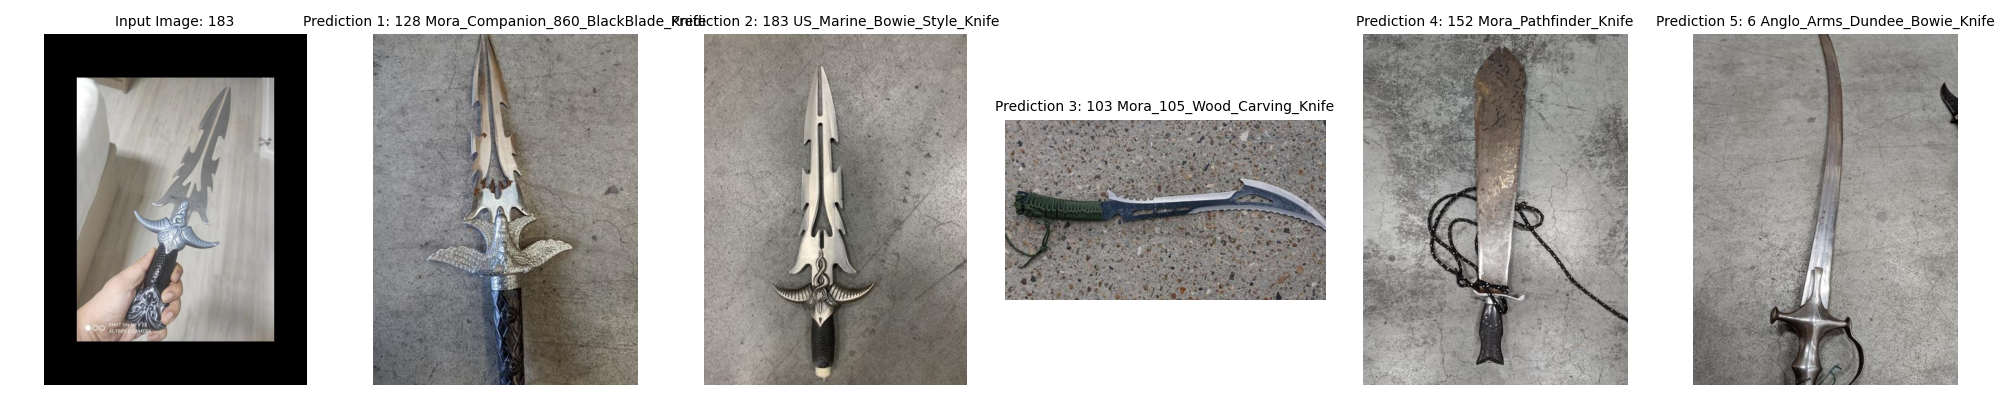 Input Image: 183
Prediction 1: 128 Mora_Companion_860_BlackBlade_Knife
Prediction 2: 183 US_Marine_Bowie_Style_Knife
Prediction 3: 103 Mora_105_Wood_Carving_Knife
Prediction 4: 152 Mora_Pathfinder_Knife
Prediction 5: 6 Anglo_Arms_Dundee_Bowie_Knife